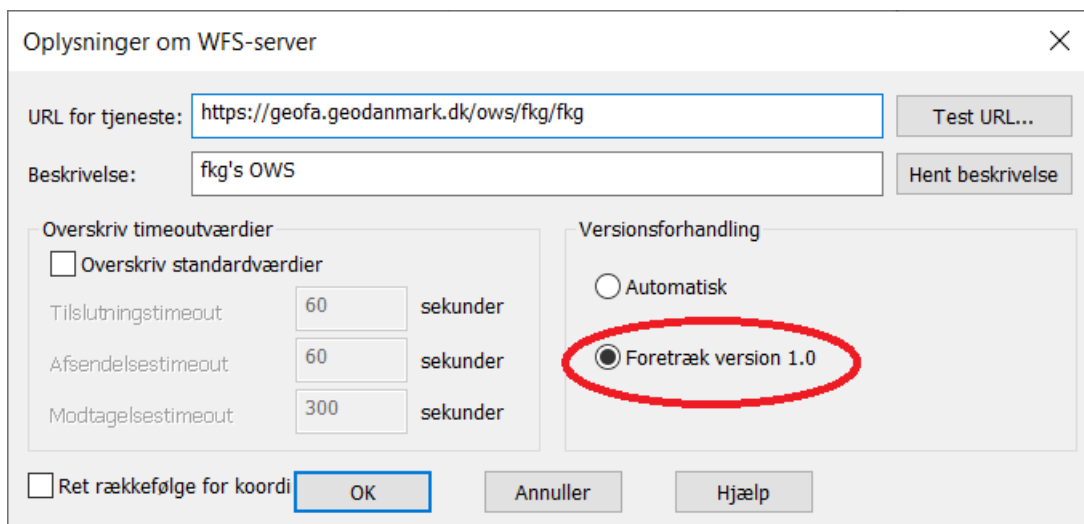 Oplysninger om WFS-server
URL for tjeneste: https://geofa.geodanmark.dk/ows/fkg/fkg Test URL...
Beskrivelse: fkg's OWS Hent beskrivelse
Overskriv timeoutværdier
Overskriv standardværdier
Tilslutningstimeout 60 sekunder
Afsendelsestimeout 60 sekunder
Modtagelsestimeout 300 sekunder
Versionsforhandling
Automatisk
Foretræk version 1.0
Ret rækkefølge for koordi OK Annuller Hjælp